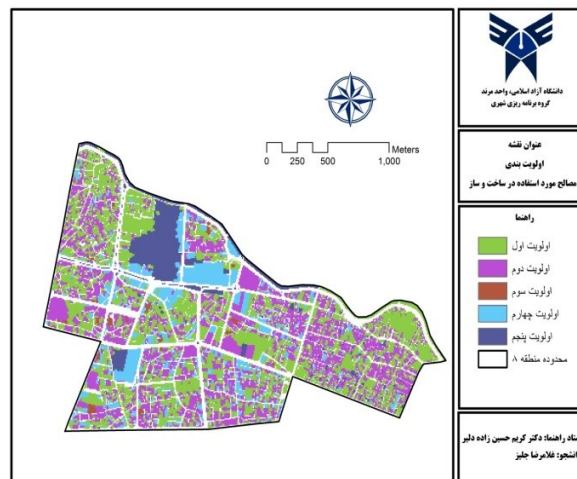 دانشگاه آزاد اسلامی، واحد مرند
گروه برنامه ریزی شهری
عنوان نقشه
اولویت بندی
مصالح مورد استفاده در ساخت و ساز
راهنما
اولویت اول
اولویت دوم
اولویت سوم
اولویت چهارم
اولویت پنجم
محدوده منطقه ۸
ستاد راهنما: دکتر کریم حسین زاده دلیر
انشجو: غلامرضا جلیز
Meters
0 250 500 1,000